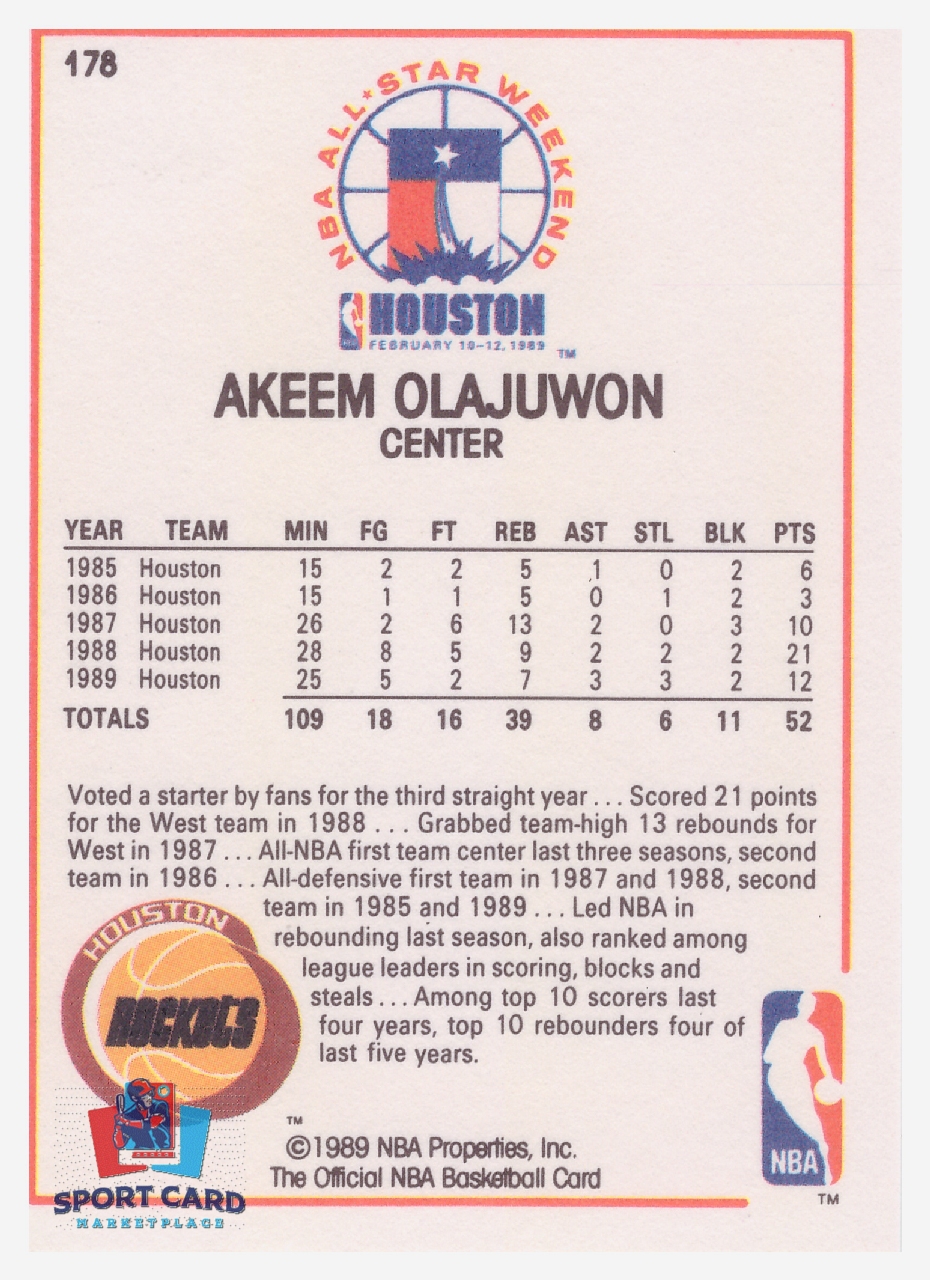 178
NBA ALL★STAR WEEKEND
HOUSTON
FEBRUARY 10-12, 1989 ™
AKEEM OLAJUWON
CENTER
YEAR TEAM MIN FG FT REB AST STL BLK PTS
1985 Houston 15 2 2 5 1 0 2 6
1986 Houston 15 1 1 5 0 1 2 3
1987 Houston 26 2 6 13 2 0 3 10
1988 Houston 28 8 5 9 2 2 2 21
1989 Houston 25 5 2 7 3 3 2 12
TOTALS 109 18 16 39 8 6 11 52
Voted a starter by fans for the third straight year . . . Scored 21 points
for the West team in 1988 . . . Grabbed team-high 13 rebounds for
West in 1987 . . . All-NBA first team center last three seasons, second
team in 1986 . . . All-defensive first team in 1987 and 1988, second
team in 1985 and 1989 . . . Led NBA in
rebounding last season, also ranked among
league leaders in scoring, blocks and
steals . . . Among top 10 scorers last
four years, top 10 rebounders four of
last five years.
HOUSTON
ROCKETS
™
©1989 NBA Properties, Inc.
The Official NBA Basketball Card
NBA
™
SPORT CARD
MARKETPLACE